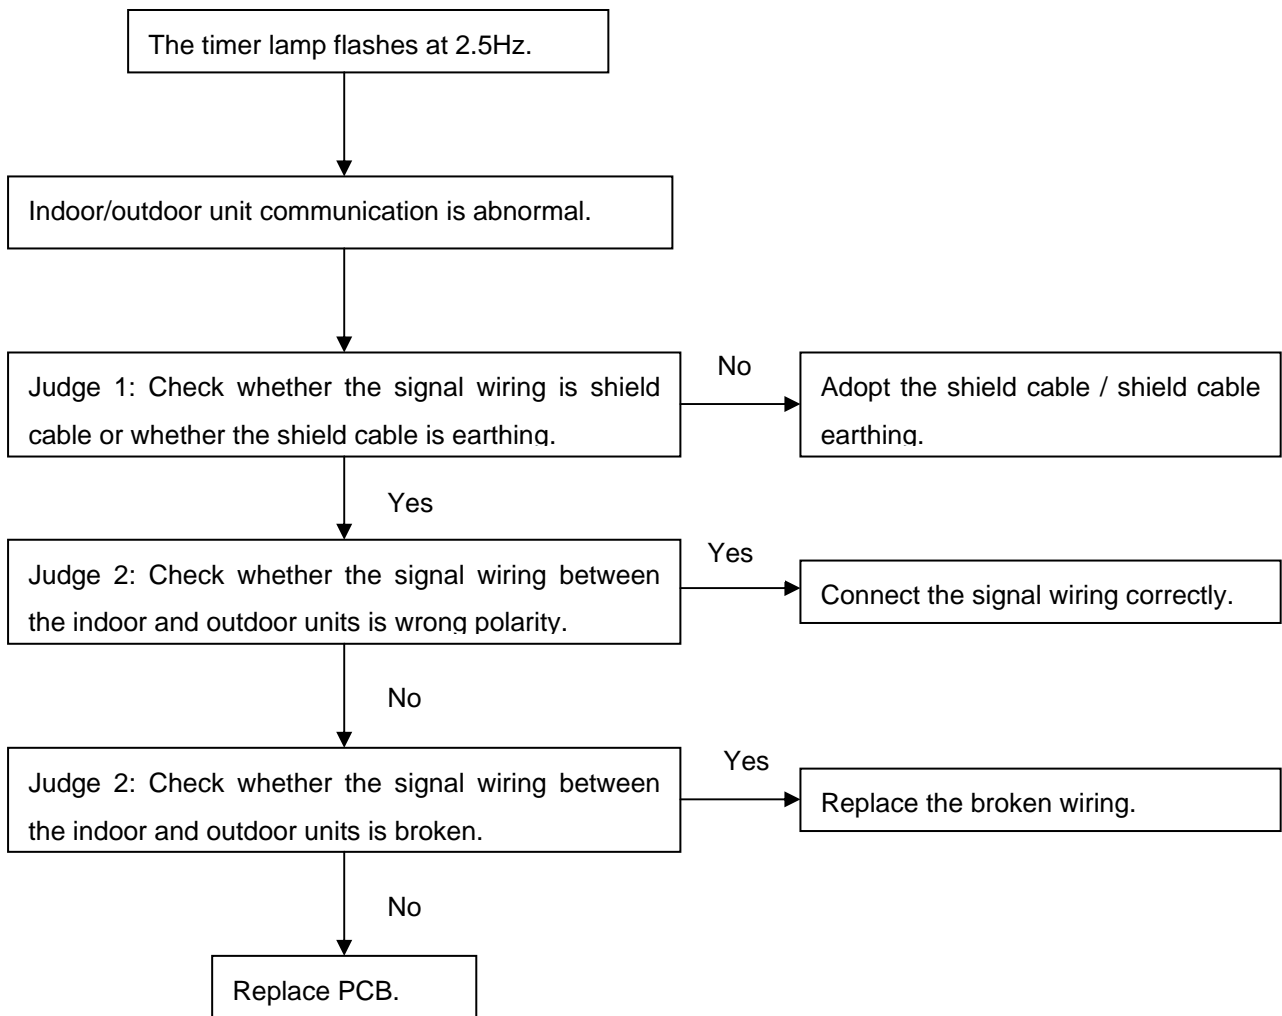 The timer lamp flashes at 2.5Hz.
Indoor/outdoor unit communication is abnormal.
Judge 1: Check whether the signal wiring is shield
cable or whether the shield cable is earthing.
No
Adopt the shield cable / shield cable
earthing.
Yes
Judge 2: Check whether the signal wiring between
the indoor and outdoor units is wrong polarity.
Yes
Connect the signal wiring correctly.
No
Judge 2: Check whether the signal wiring between
the indoor and outdoor units is broken.
Yes
Replace the broken wiring.
No
Replace PCB.